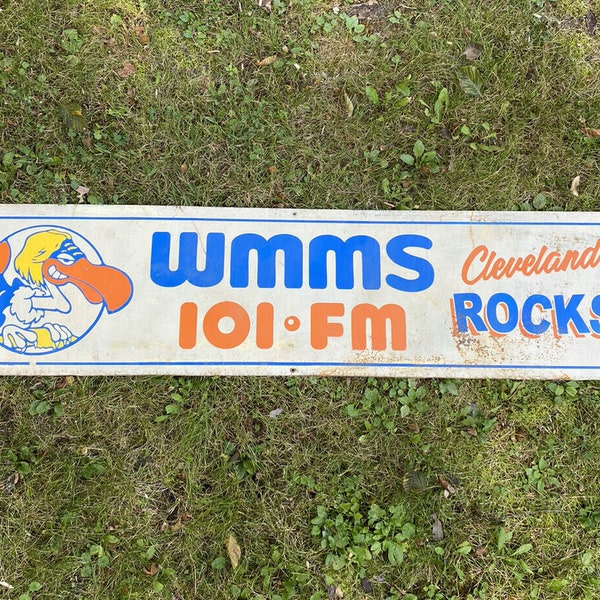 WMMS
101•FM
Cleveland
ROCKS